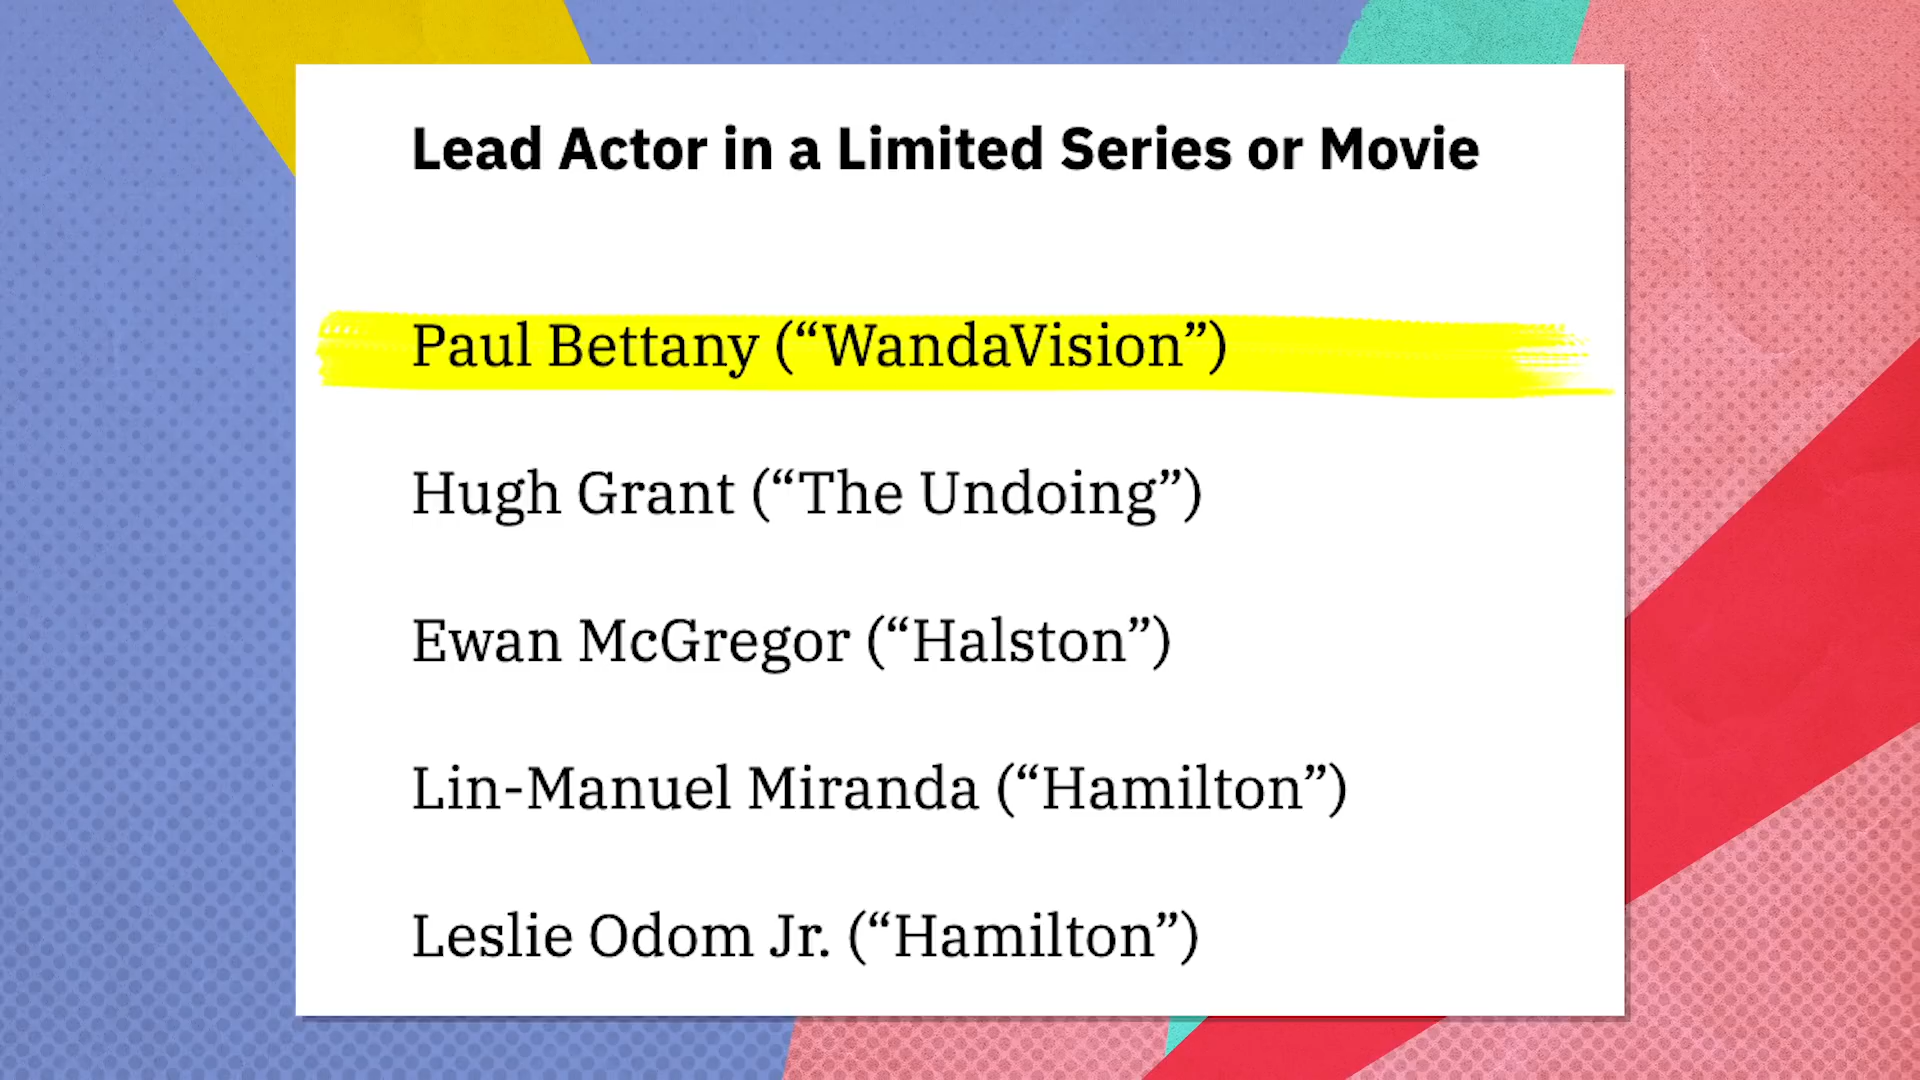 Lead Actor in a Limited Series or Movie
Paul Bettany (“WandaVision”)
Hugh Grant (“The Undoing”)
Ewan McGregor (“Halston”)
Lin-Manuel Miranda (“Hamilton”)
Leslie Odom Jr. (“Hamilton”)